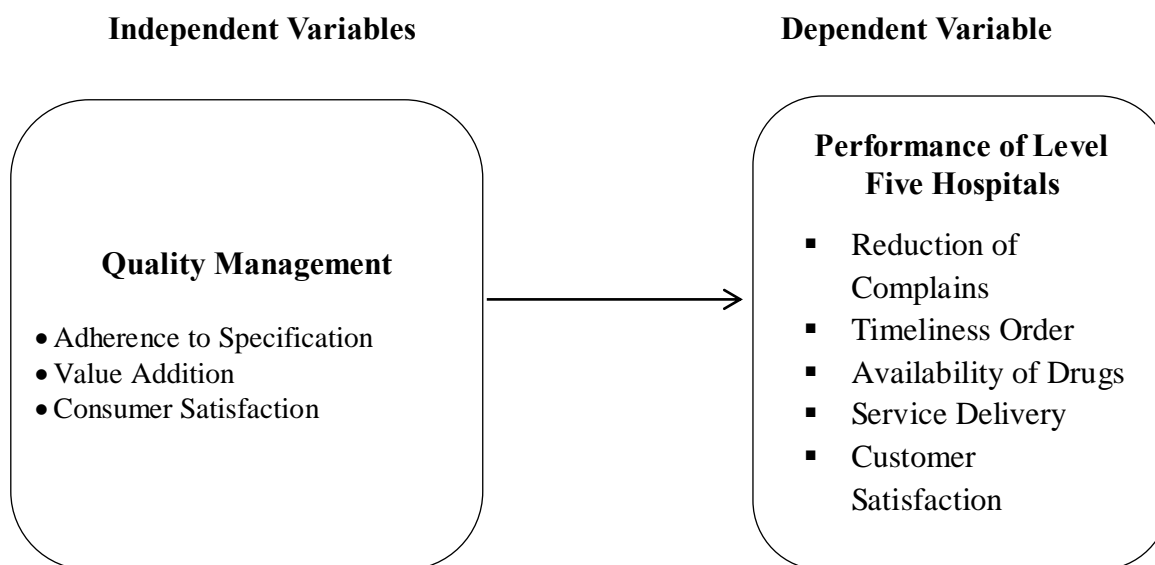 Independent Variables
Dependent Variable
Quality Management
• Adherence to Specification
• Value Addition
• Consumer Satisfaction
Performance of Level
Five Hospitals
▪ Reduction of
Complains
▪ Timeliness Order
▪ Availability of Drugs
▪ Service Delivery
▪ Customer
Satisfaction